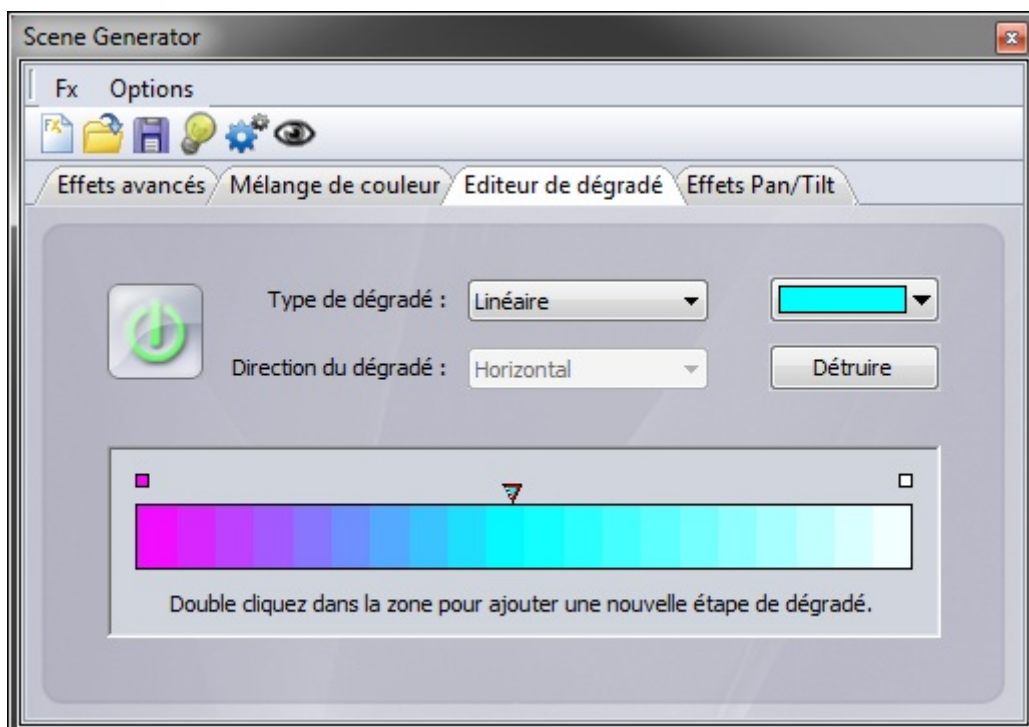 Scene Generator
Fx Options
FX
Effets avancés Mélange de couleur Editeur de dégradé Effets Pan/Tilt
Type de dégradé : Linéaire
Direction du dégradé : Horizontal Détruire
Double cliquez dans la zone pour ajouter une nouvelle étape de dégradé.